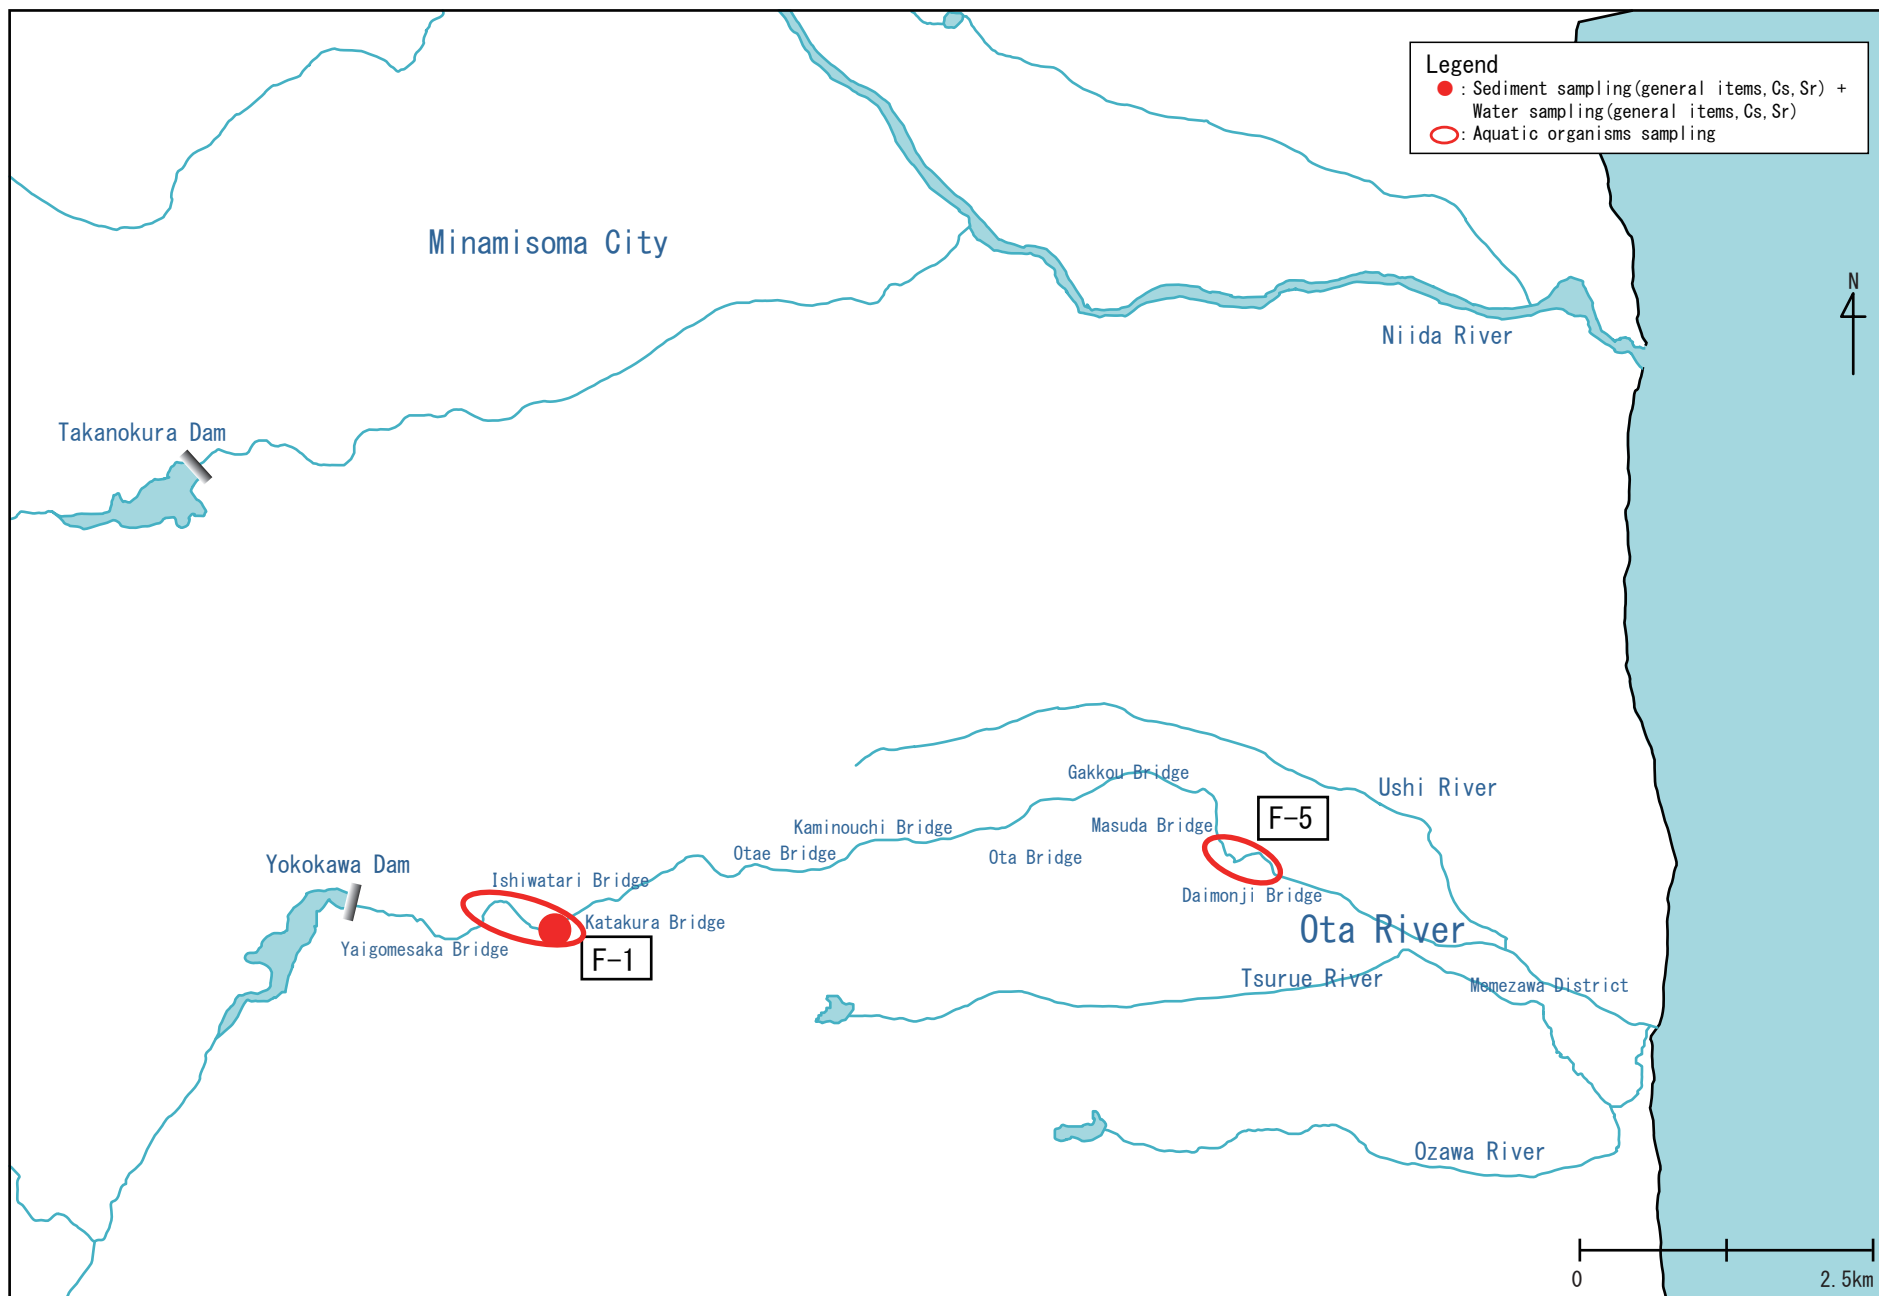 Legend
: Sediment sampling(general items,Cs,Sr) +
Water sampling(general items,Cs,Sr)
: Aquatic organisms sampling
Minamisoma City
N
Niida River
Takanokura Dam
Gakkou Bridge
Ushi River
F-5
Kaminouchi Bridge
Masuda Bridge
Otae Bridge
Ota Bridge
Yokokawa Dam
Ishiwatari Bridge
Daimonji Bridge
Katakura Bridge
Ota River
Yaigomesaka Bridge
F-1
Tsurue River
Memezawa District
Ozawa River
0
2.5km